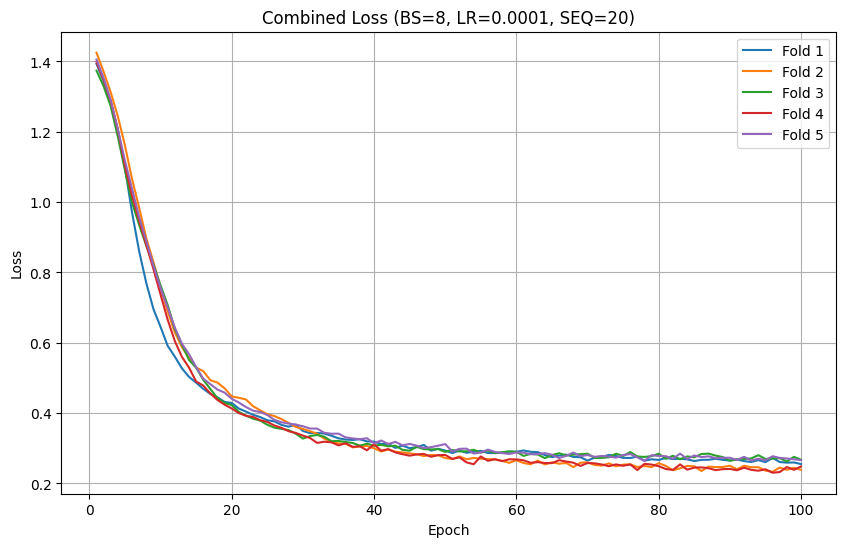 Combined Loss (BS=8, LR=0.0001, SEQ=20)
Fold 1
Fold 2
Fold 3
Fold 4
Fold 5
1.4
1.2
1.0
0.8
0.6
0.4
0.2
Loss
0 20 40 60 80 100
Epoch